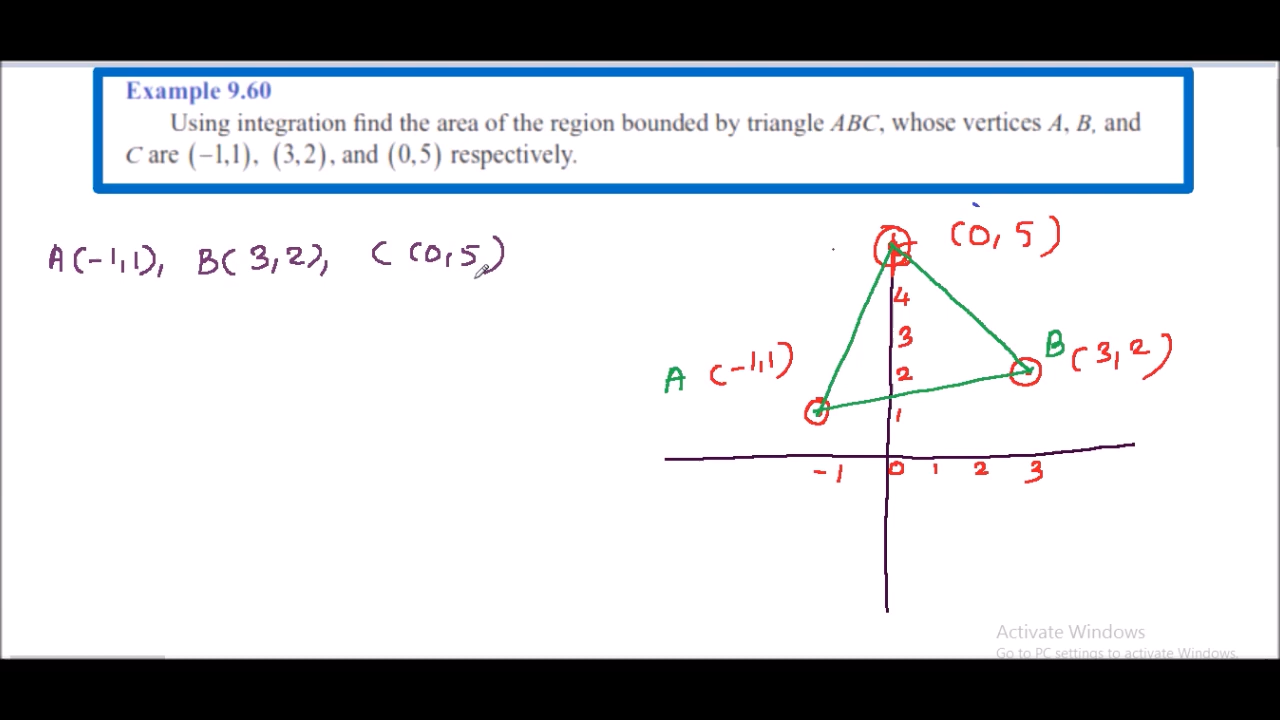 Example 9.60
Using integration find the area of the region bounded by triangle ABC, whose vertices A, B, and
C are (−1,1), (3,2), and (0,5) respectively.
A(-1,1), B(3,2), C(0,5)
(0,5)
4
3
B (3,2)
A (-1,1)
2
1
-1 0 1 2 3
Activate Windows
Go to PC settings to activate Windows.